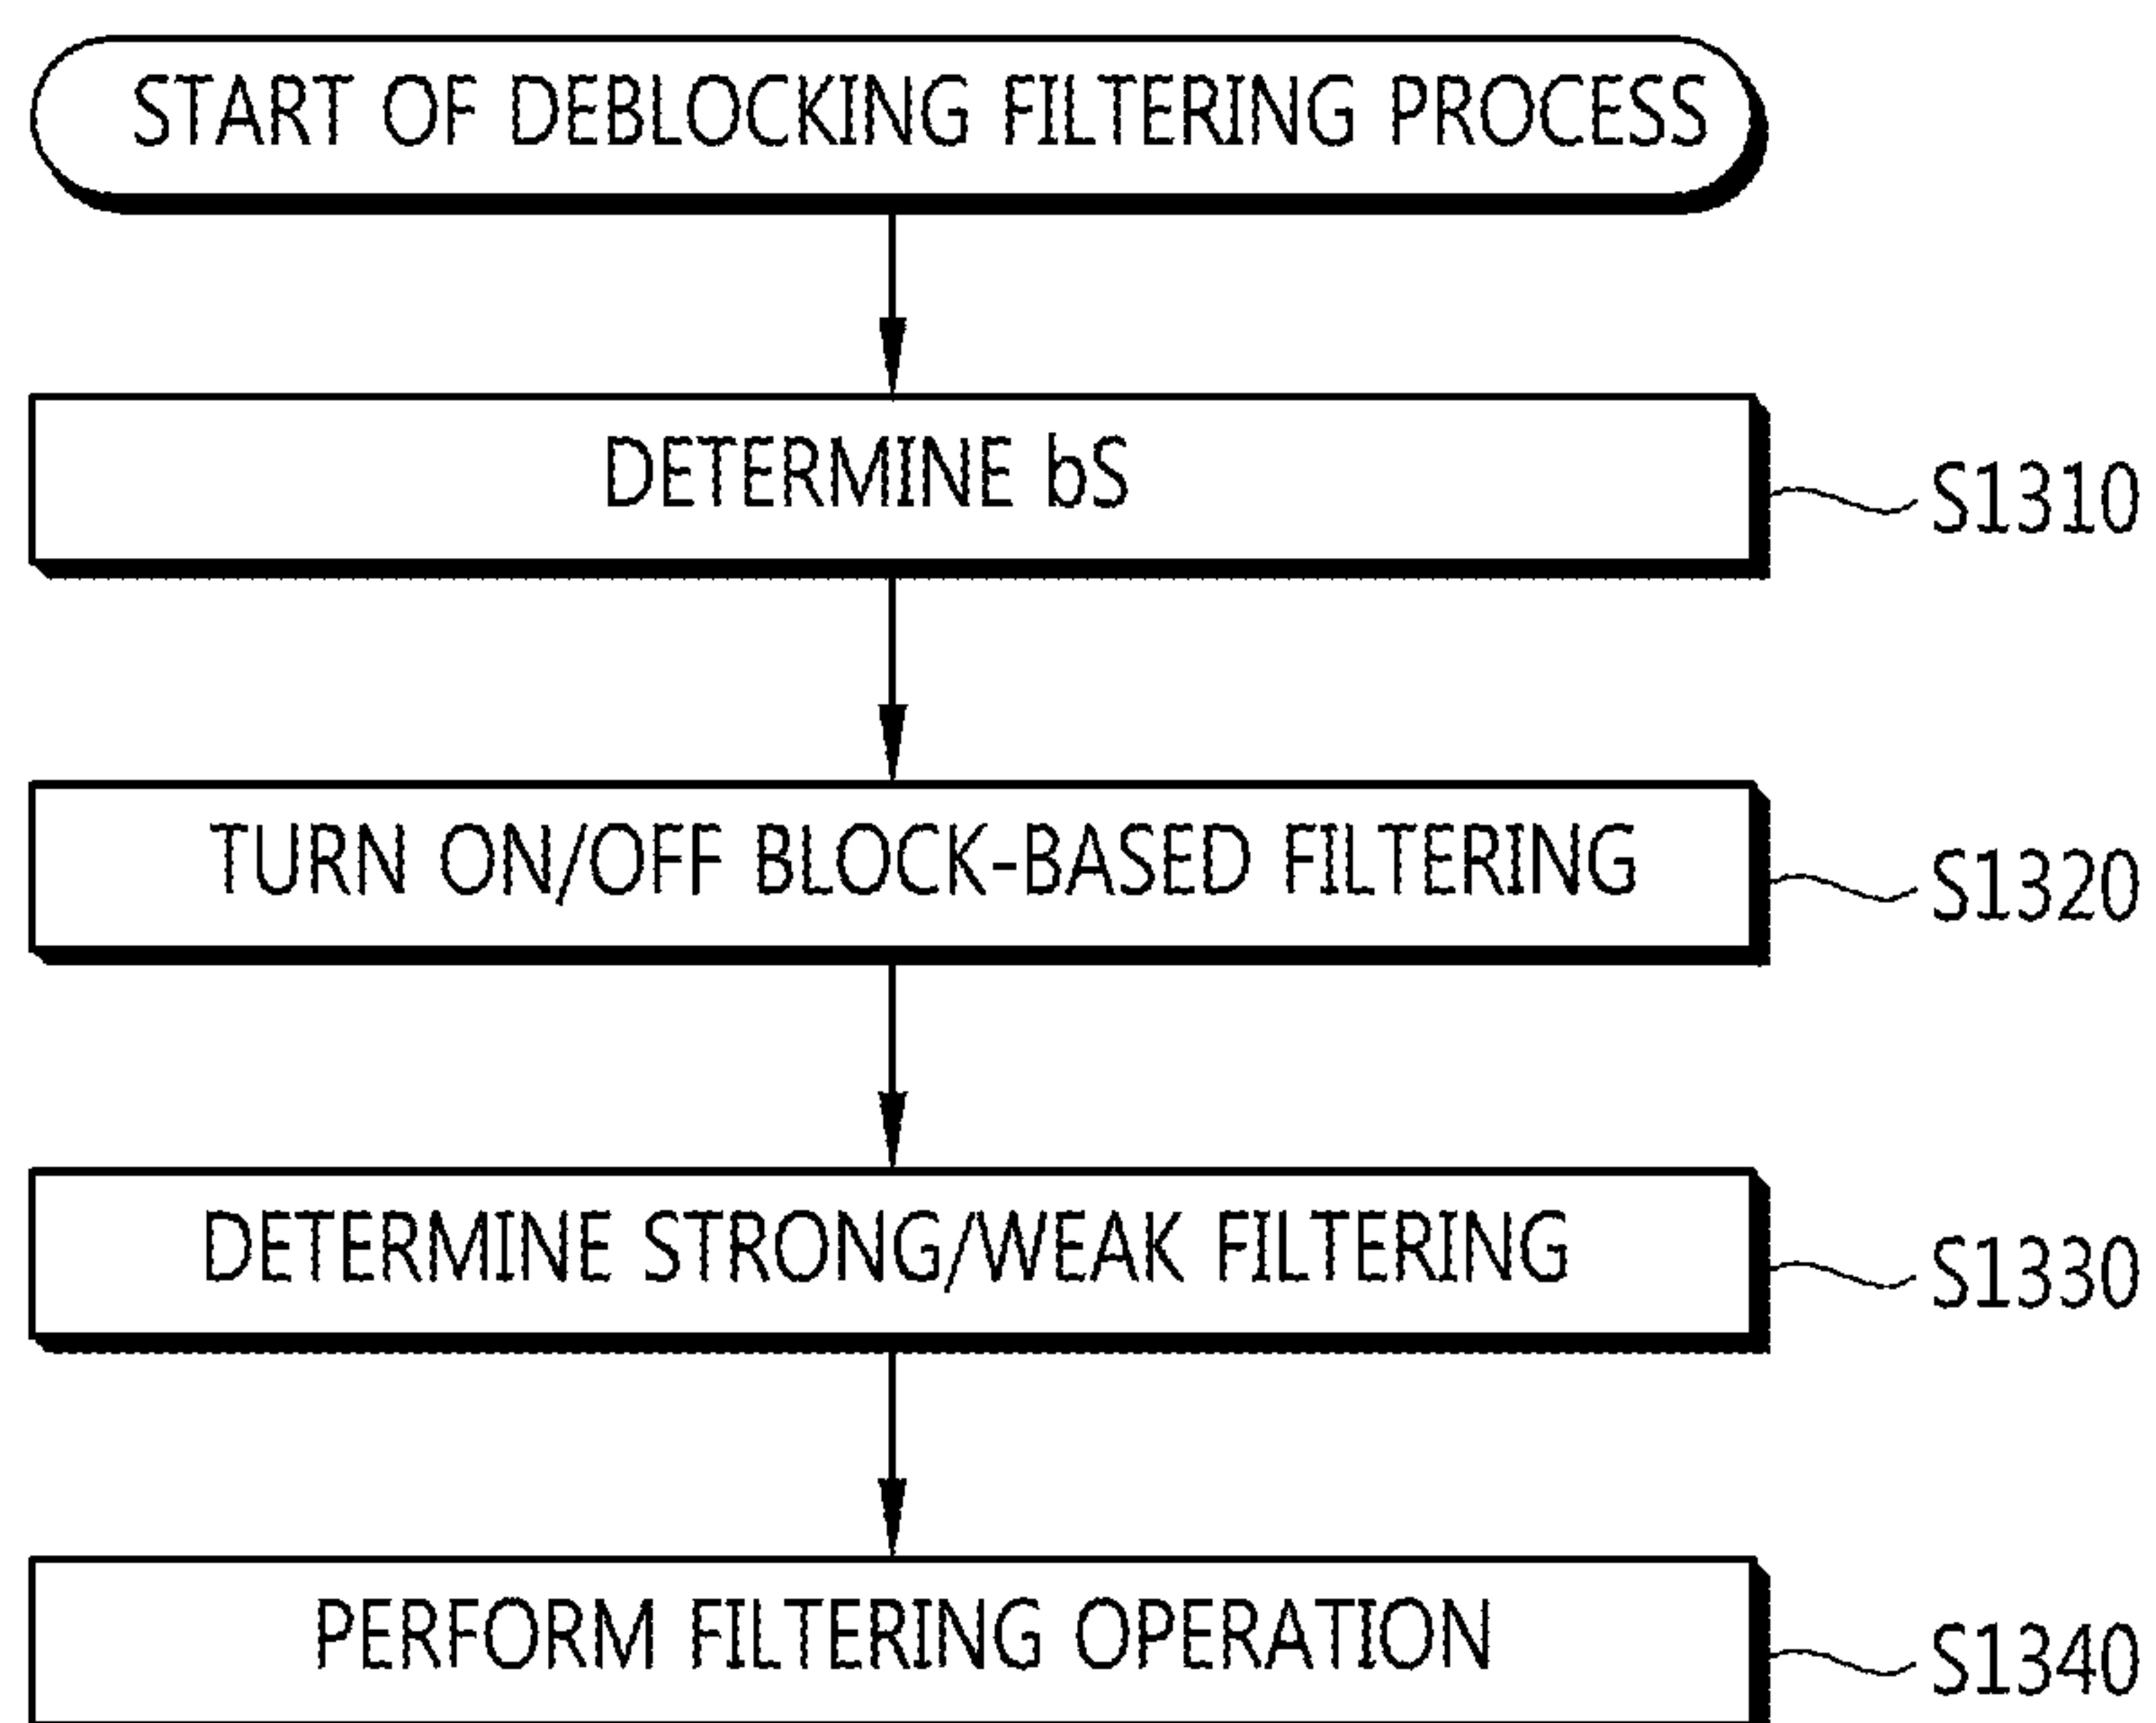 START OF DEBLOCKING FILTERING PROCESS
DETERMINE bS
S1310
TURN ON/OFF BLOCK-BASED FILTERING
S1320
DETERMINE STRONG/WEAK FILTERING
S1330
PERFORM FILTERING OPERATION
S1340